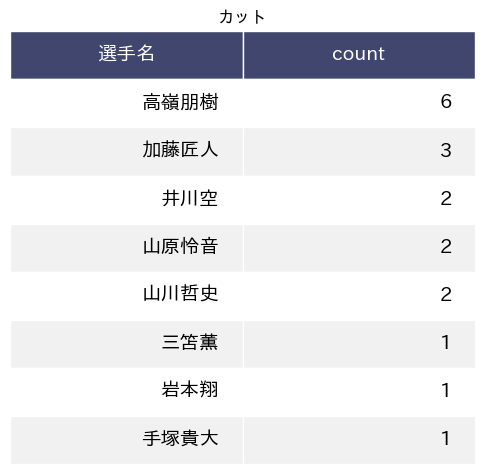 カット
選手名 count
高嶺朋樹 6
加藤匠人 3
井川空 2
山原怜音 2
山川哲史 2
三笘薫 1
岩本翔 1
手塚貴大 1